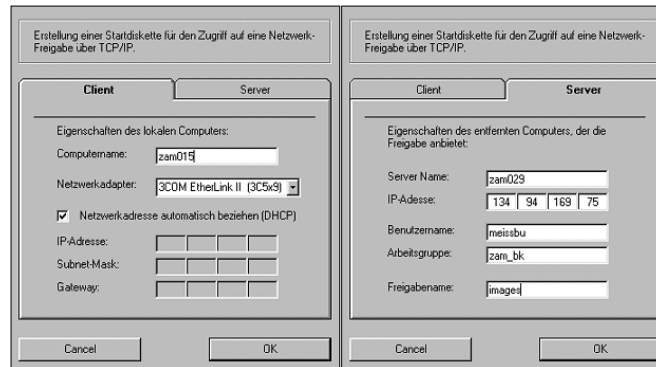 Erstellung einer Startdiskette für den Zugriff auf eine Netzwerk-
Freigabe über TCP/IP.
Client
Server
Eigenschaften des lokalen Computers:
Computername:
zam015
Netzwerkadapter:
3COM EtherLink II (3C5x9)
Netzwerkadresse automatisch beziehen (DHCP)
IP-Adresse:
Subnet-Mask:
Gateway:
Cancel
OK
Erstellung einer Startdiskette für den Zugriff auf eine Netzwerk-
Freigabe über TCP/IP.
Client
Server
Eigenschaften des entfernten Computers, der die
Freigabe anbietet:
Server Name:
zam029
IP-Adesse:
134 94 169 75
Benutzername:
meissbu
Arbeitsgruppe:
zam_bk
Freigabename:
images
Cancel
OK